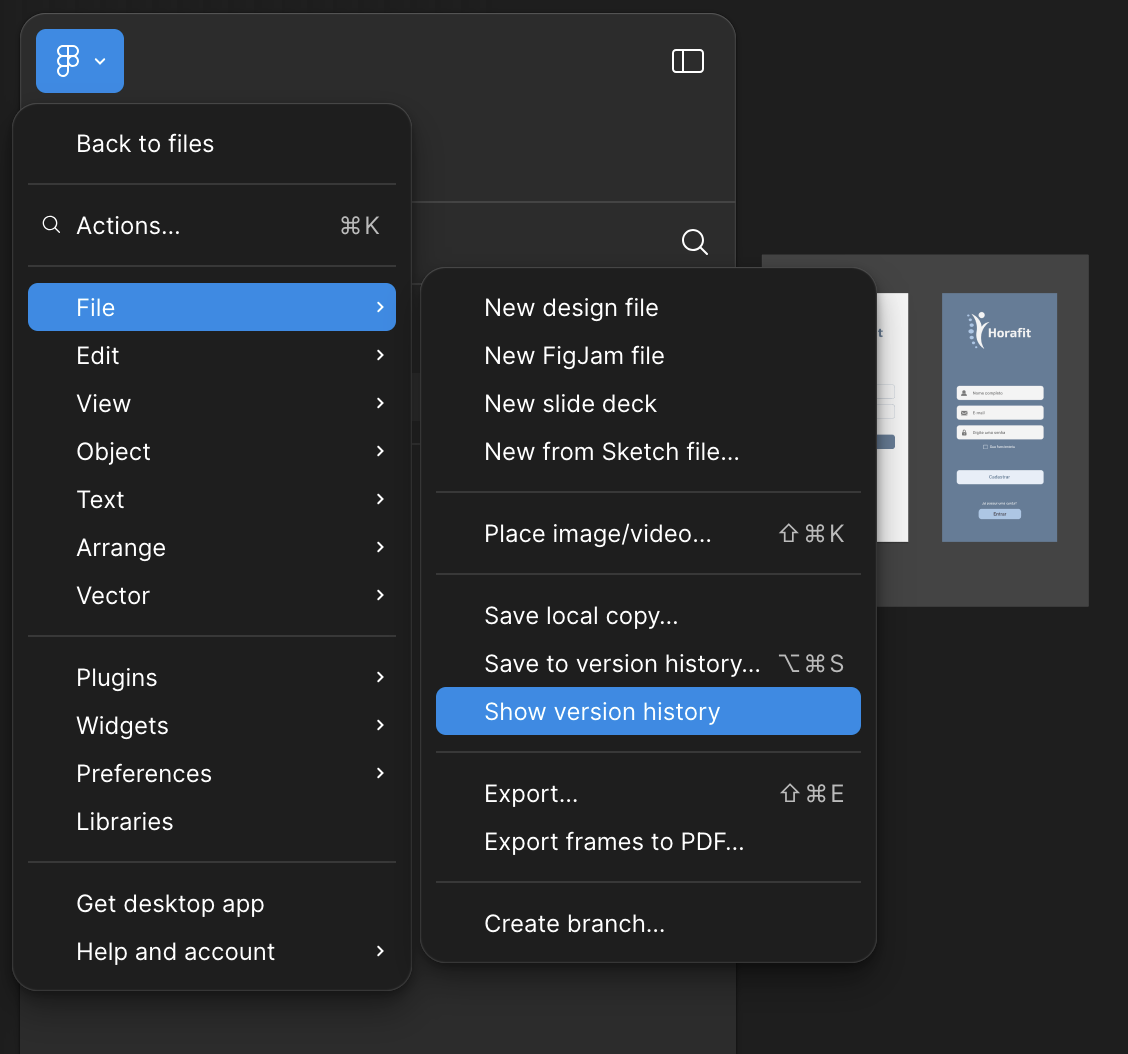 Back to files
Actions... ⌘K
File
Edit
View
Object
Text
Arrange
Vector
Plugins
Widgets
Preferences
Libraries
Get desktop app
Help and account
New design file
New FigJam file
New slide deck
New from Sketch file...
Place image/video... ⇧⌘K
Save local copy...
Save to version history... ⌥⌘S
Show version history
Export... ⇧⌘E
Export frames to PDF...
Create branch...
t
Horafit
Nome completo
E-mail
Digite uma senha
Cadastrar
Entrar